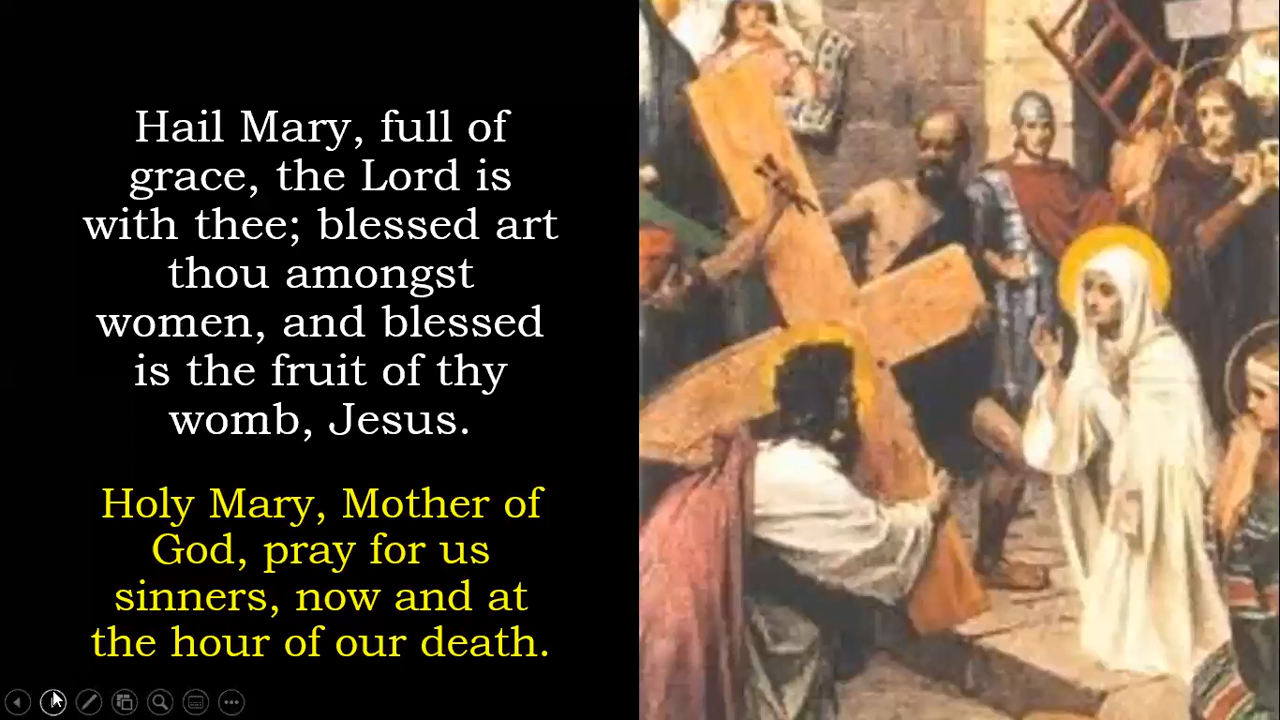 Hail Mary, full of
grace, the Lord is
with thee; blessed art
thou amongst
women, and blessed
is the fruit of thy
womb, Jesus.
Holy Mary, Mother of
God, pray for us
sinners, now and at
the hour of our death.